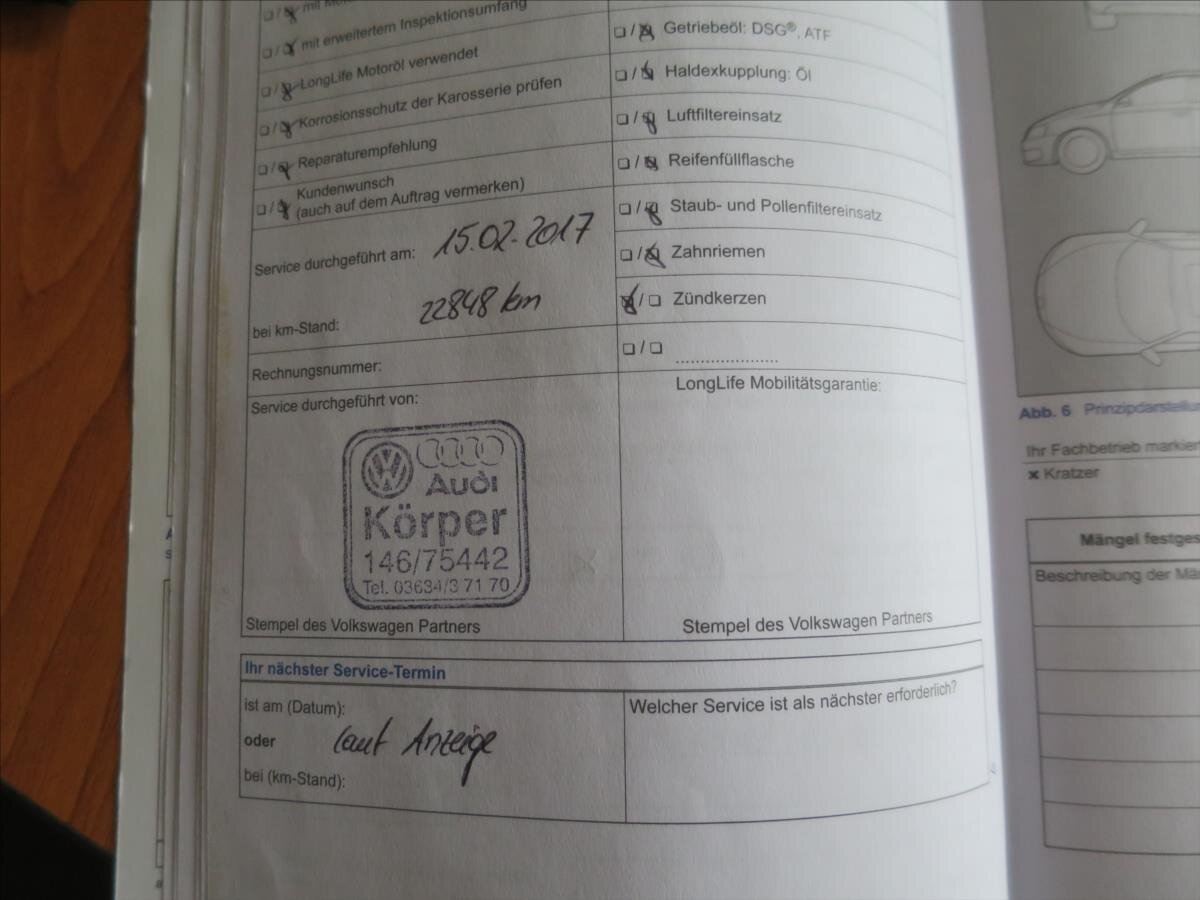 mit erweitertem Inspektionsumfang
LongLife Motoröl verwendet
Korrosionsschutz der Karosserie prüfen
Reparaturempfehlung
Kundenwunsch
(auch auf dem Auftrag vermerken)
Service durchgeführt am: 15.02.2017
bei km-Stand: 22848 km
Rechnungsnummer:
Service durchgeführt von:
AUDI
Körper
146/75442
Tel. 03634/3 71 70
Stempel des Volkswagen Partners
Getriebeöl: DSG®, ATF
Haldexkupplung: Öl
Luftfiltereinsatz
Reifenfüllflasche
Staub- und Pollenfiltereinsatz
Zahnriemen
Zündkerzen
....................
LongLife Mobilitätsgarantie:
Stempel des Volkswagen Partners
Ihr nächster Service-Termin
ist am (Datum):
oder laut Anzeige
bei (km-Stand):
Welcher Service ist als nächster erforderlich?
Abb. 6
Ihr Fachbetrieb
× Kratzer
Mängel
Beschreibung der